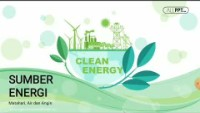 CLEAN
ENERGY
SUMBER
ENERGI
Matahari, Air dan Angin